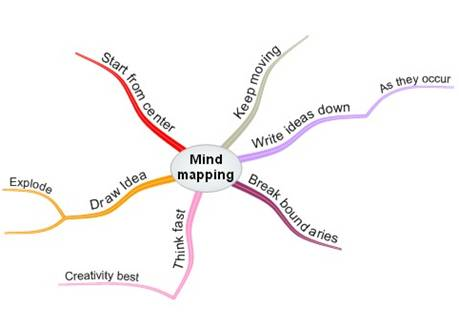 Start from center
Keep moving
As they occur
Write ideas down
Mind
mapping
Break boundaries
Explode
Draw Idea
Think fast
Creativity best